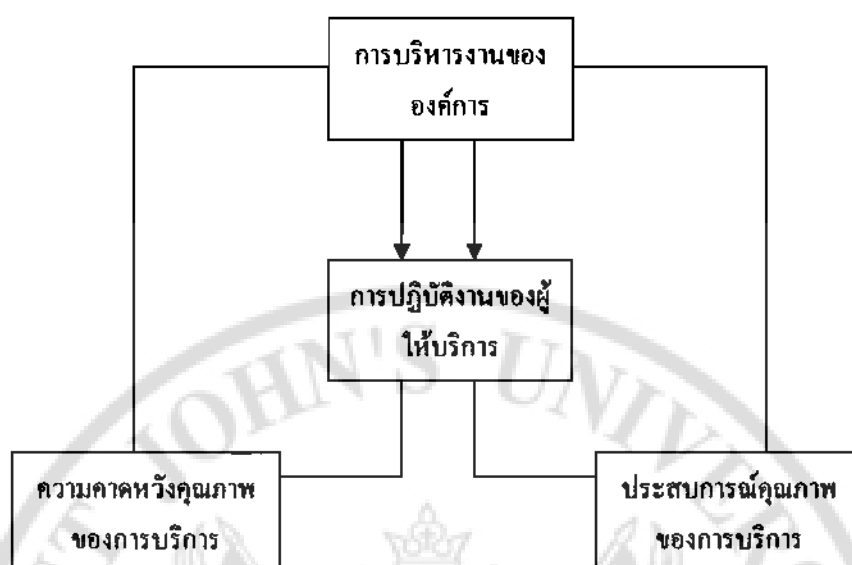 การบริหารงานของ
องค์การ
การปฏิบัติงานของผู้
ให้บริการ
ความคาดหวังคุณภาพ
ของการบริการ
ประสบการณ์คุณภาพ
ของการบริการ
JOHN'S UNIVER